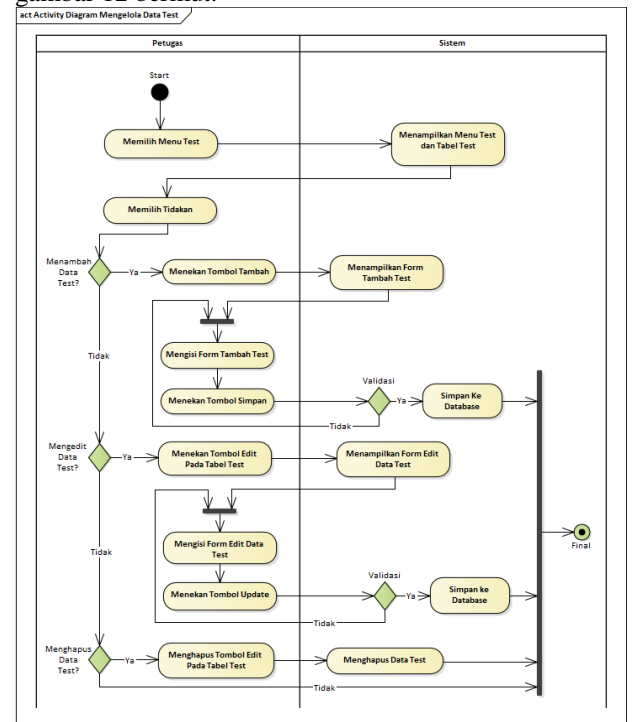 gambar 12 berikut.
act Activity Diagram Mengelola Data Test
Petugas
Sistem
Start
Memilih Menu Test
Menampilkan Menu Test
dan Tabel Test
Memilih Tidakan
Menambah
Data
Test?
Ya
Menekan Tombol Tambah
Menampilkan Form
Tambah Test
Tidak
Mengisi Form Tambah Test
Menekan Tombol Simpan
Validasi
Ya
Simpan Ke
Database
Tidak
Mengedit
Data
Test?
Ya
Menekan Tombol Edit
Pada Tabel Test
Menampilkan Form Edit
Data Test
Tidak
Mengisi Form Edit Data
Test
Menekan Tombol Update
Validasi
Ya
Simpan ke
Database
Tidak
Final
Menghapus
Data
Test?
Ya
Menghapus Tombol Edit
Pada Tabel Test
Menghapus Data Test
Tidak